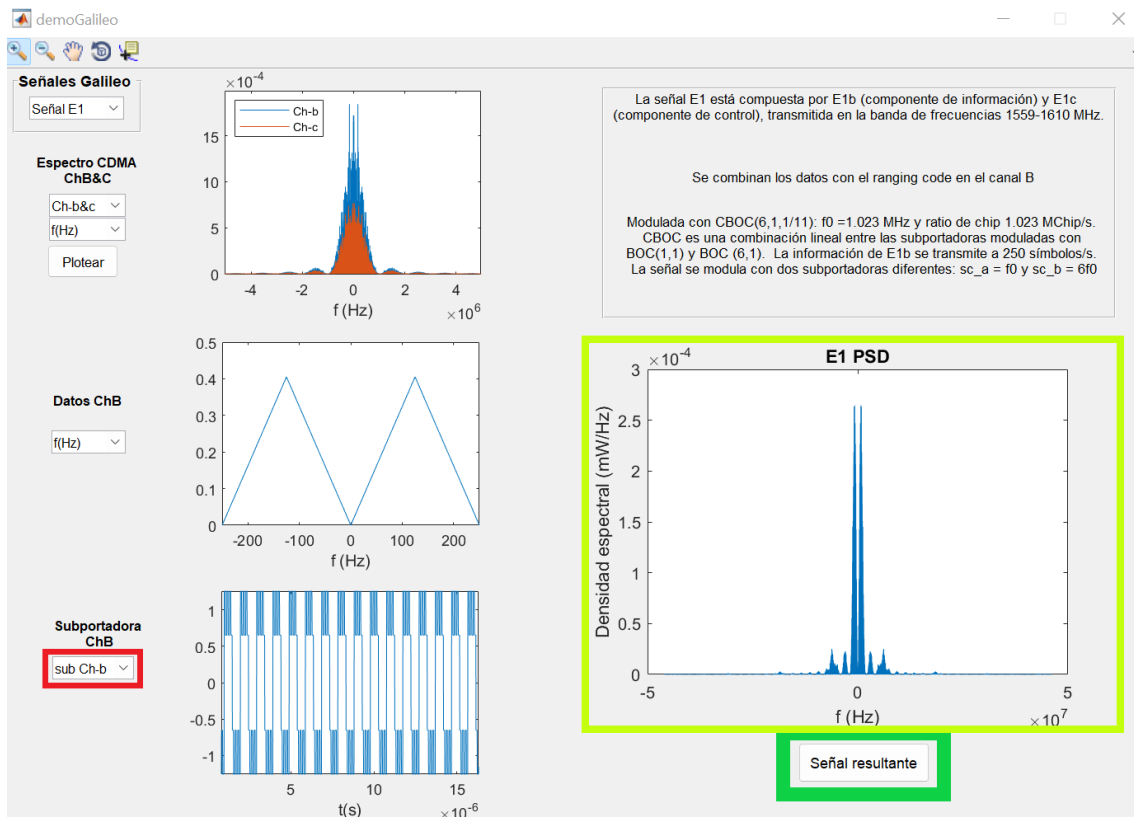 demoGalileo
Señales Galileo
Señal E1
Espectro CDMA
ChB&C
Ch-b&c
f(Hz)
Plotear
×10-4
Ch-b
Ch-c
15
10
5
0
-4 -2 0 2 4
f (Hz)
×10^6
La señal E1 está compuesta por E1b (componente de información) y E1c
(componente de control), transmitida en la banda de frecuencias 1559-1610 MHz.
Se combinan los datos con el ranging code en el canal B
Modulada con CBOC(6,1,1/11): f0 =1.023 MHz y ratio de chip 1.023 MChip/s.
CBOC es una combinación lineal entre las subportadoras moduladas con
BOC(1,1) y BOC (6,1). La información de E1b se transmite a 250 símbolos/s.
La señal se modula con dos subportadoras diferentes: sc_a = f0 y sc_b = 6f0
Datos ChB
f(Hz)
0.5
0.4
0.3
0.2
0.1
0
-200 -100 0 100 200
f (Hz)
Subportadora
ChB
sub Ch-b
1
0.5
0
-0.5
-1
5 10 15
t(s)
×10-6
E1 PSD
×10-4
Densidad espectral (mW/Hz)
3
2.5
2
1.5
1
0.5
0
-5 0 5
f (Hz)
×10^7
Señal resultante